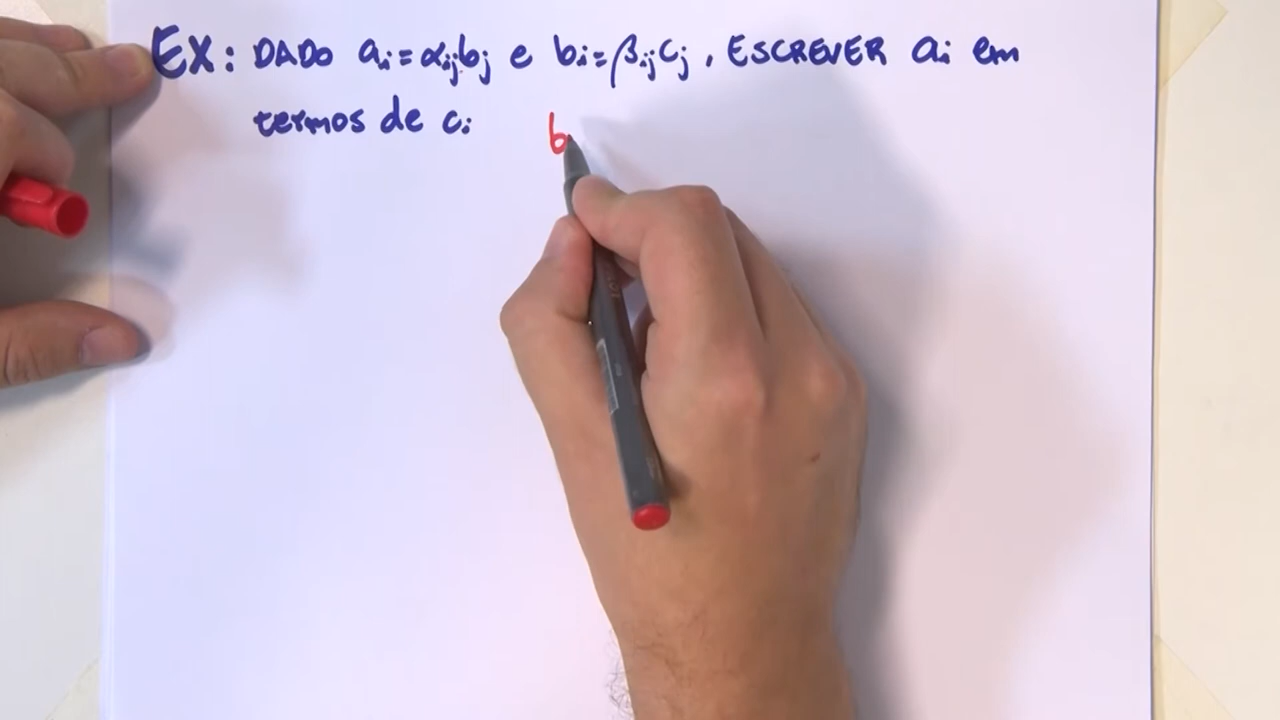 EX: DADO aᵢ=αᵢⱼbⱼ e bᵢ=βᵢⱼCⱼ, ESCREVER aᵢ em
termos de cᵢ
b